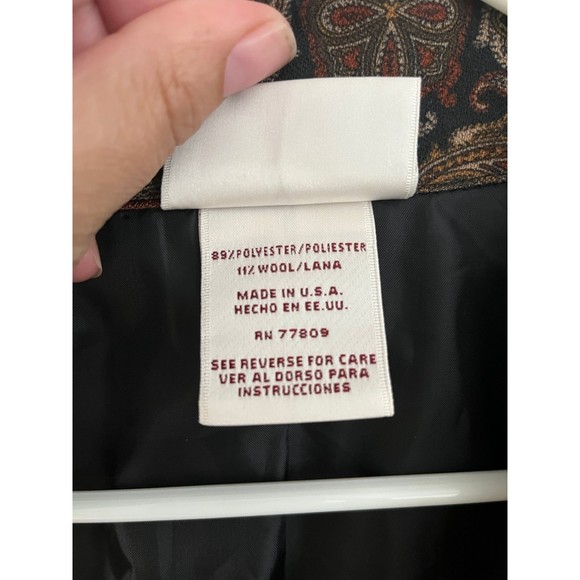 89% POLYESTER/POLIESTER
11% WOOL/LANA
MADE IN U.S.A.
HECHO EN EE.UU.
RN 77809
SEE REVERSE FOR CARE
VER AL DORSO PARA
INSTRUCCIONES